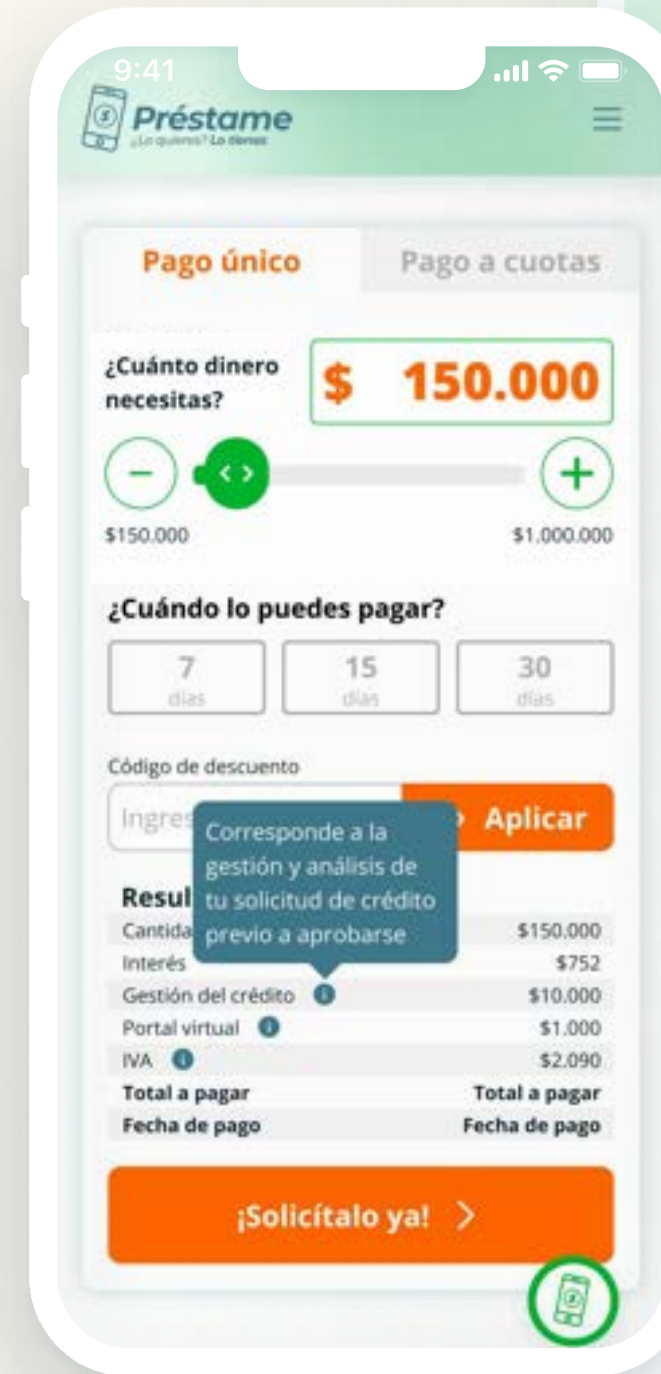 9:41
Préstame
¿Lo quieres? Lo tienes
Pago único
Pago a cuotas
¿Cuánto dinero
necesitas?
$ 150.000
$150.000
$1.000.000
¿Cuándo lo puedes pagar?
7
días
15
días
30
días
Código de descuento
Ingres
Aplicar
Corresponde a la
gestión y análisis de
tu solicitud de crédito
previo a aprobarse
Resul
Cantida $150.000
Interés $752
Gestión del crédito $10.000
Portal virtual $1.000
IVA $2.090
Total a pagar Total a pagar
Fecha de pago Fecha de pago
¡Solicítalo ya!